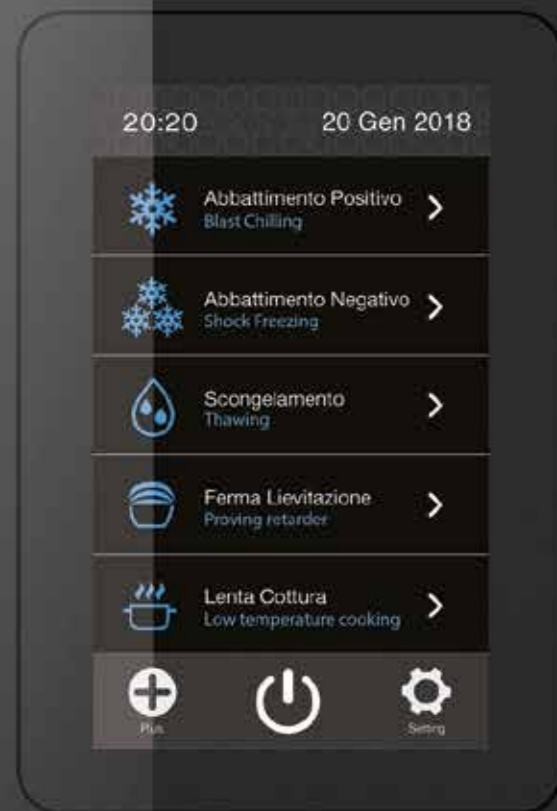 20:20 20 Gen 2018
Abbattimento Positivo
Blast Chilling
Abbattimento Negativo
Shock Freezing
Scongelamento
Thawing
Ferma Lievitazione
Proving retarder
Lenta Cottura
Low temperature cooking
Plus Setting